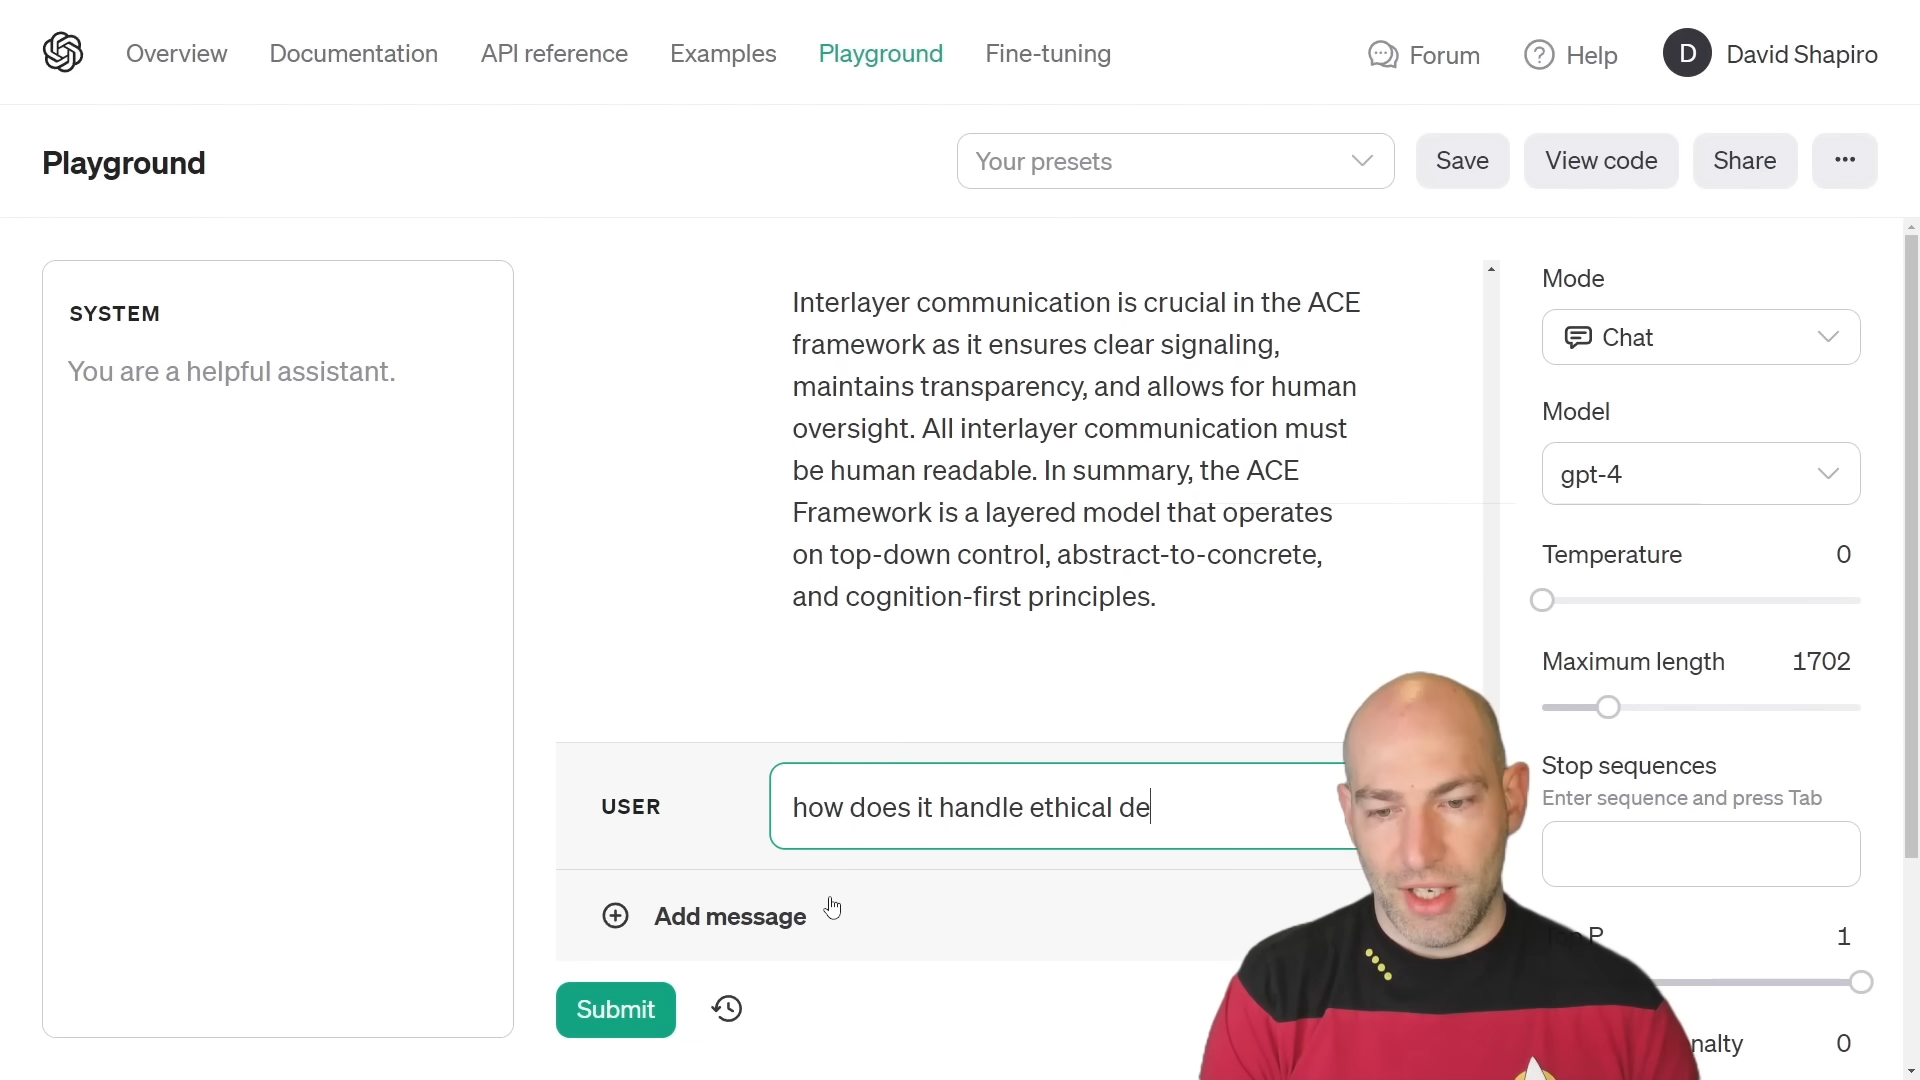 Overview Documentation API reference Examples Playground Fine-tuning Forum ? Help D David Shapiro
Playground
Your presets
Save
View code
Share
SYSTEM
You are a helpful assistant.
Interlayer communication is crucial in the ACE
framework as it ensures clear signaling,
maintains transparency, and allows for human
oversight. All interlayer communication must
be human readable. In summary, the ACE
Framework is a layered model that operates
on top-down control, abstract-to-concrete,
and cognition-first principles.
USER
how does it handle ethical de
Add message
Submit
Mode
Chat
Model
gpt-4
Temperature 0
Maximum length 1702
Stop sequences
Enter sequence and press Tab
P 1
nalty 0